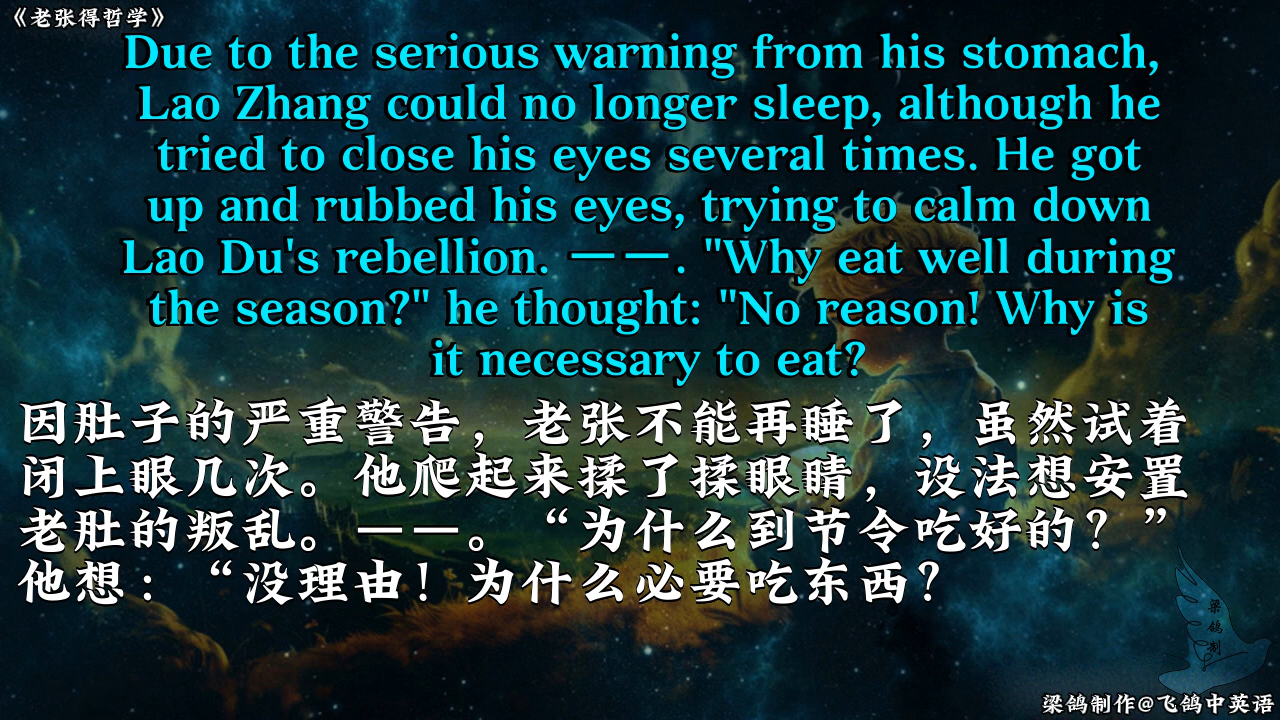 《老张得哲学》
Due to the serious warning from his stomach,
Lao Zhang could no longer sleep, although he
tried to close his eyes several times. He got
up and rubbed his eyes, trying to calm down
Lao Du's rebellion. 一一. "Why eat well during
the season?" he thought: "No reason! Why is
it necessary to eat?
因肚子的严重警告，老张不能再睡了，虽然试着
闭上眼几次。他爬起来揉了揉眼睛，设法想安置
老肚的叛乱。一一。“为什么到节令吃好的？”
他想：“没理由！为什么必要吃东西？
梁鸽制
梁鸽制作@飞鸽中英语